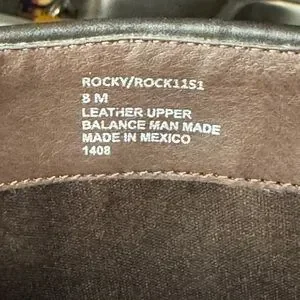 ROCKY/ROCK11S1
8 M
LEATHER UPPER
BALANCE MAN MADE
MADE IN MEXICO
1408